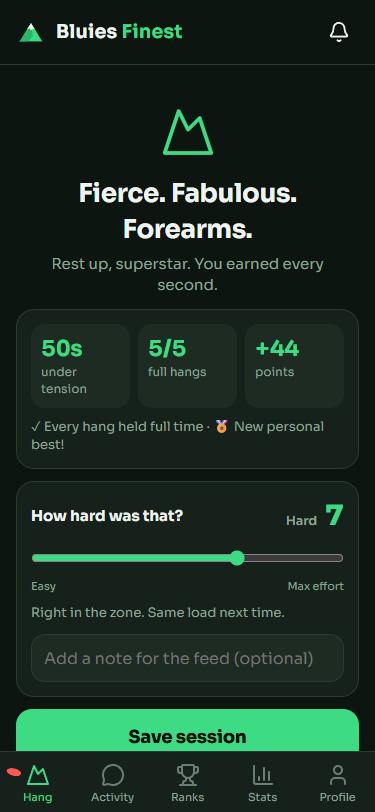 Bluies Finest
Fierce. Fabulous.
Forearms.
Rest up, superstar. You earned every
second.
50s
under
tension
5/5
full hangs
+44
points
✓ Every hang held full time · 🏅 New personal
best!
How hard was that?
Hard 7
Easy
Max effort
Right in the zone. Same load next time.
Add a note for the feed (optional)
Save session
Hang
Activity
Ranks
Stats
Profile